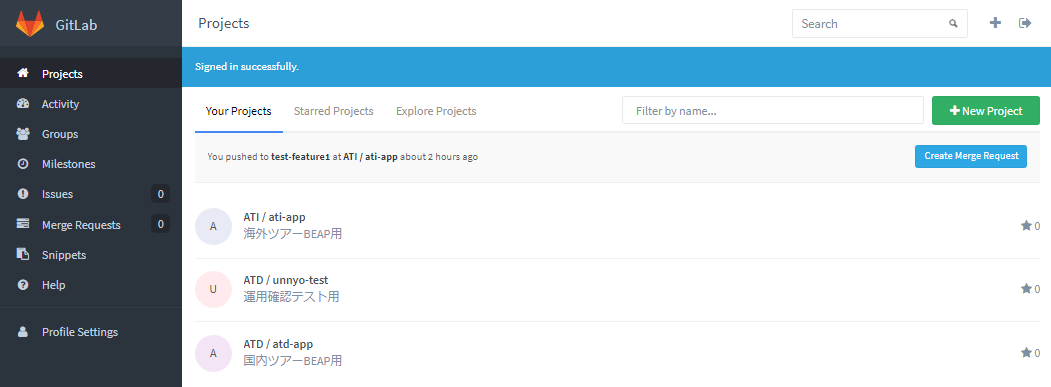 GitLab
Projects
Search
Signed in successfully.
Projects
Activity
Groups
Milestones
Issues 0
Merge Requests 0
Snippets
Help
Profile Settings
Your Projects Starred Projects Explore Projects
Filter by name...
New Project
You pushed to test-feature1 at ATI / ati-app about 2 hours ago
Create Merge Request
A
ATI / ati-app
海外ツアーBEAP用
0
U
ATD / unnyo-test
運用確認テスト用
0
A
ATD / atd-app
国内ツアーBEAP用
0